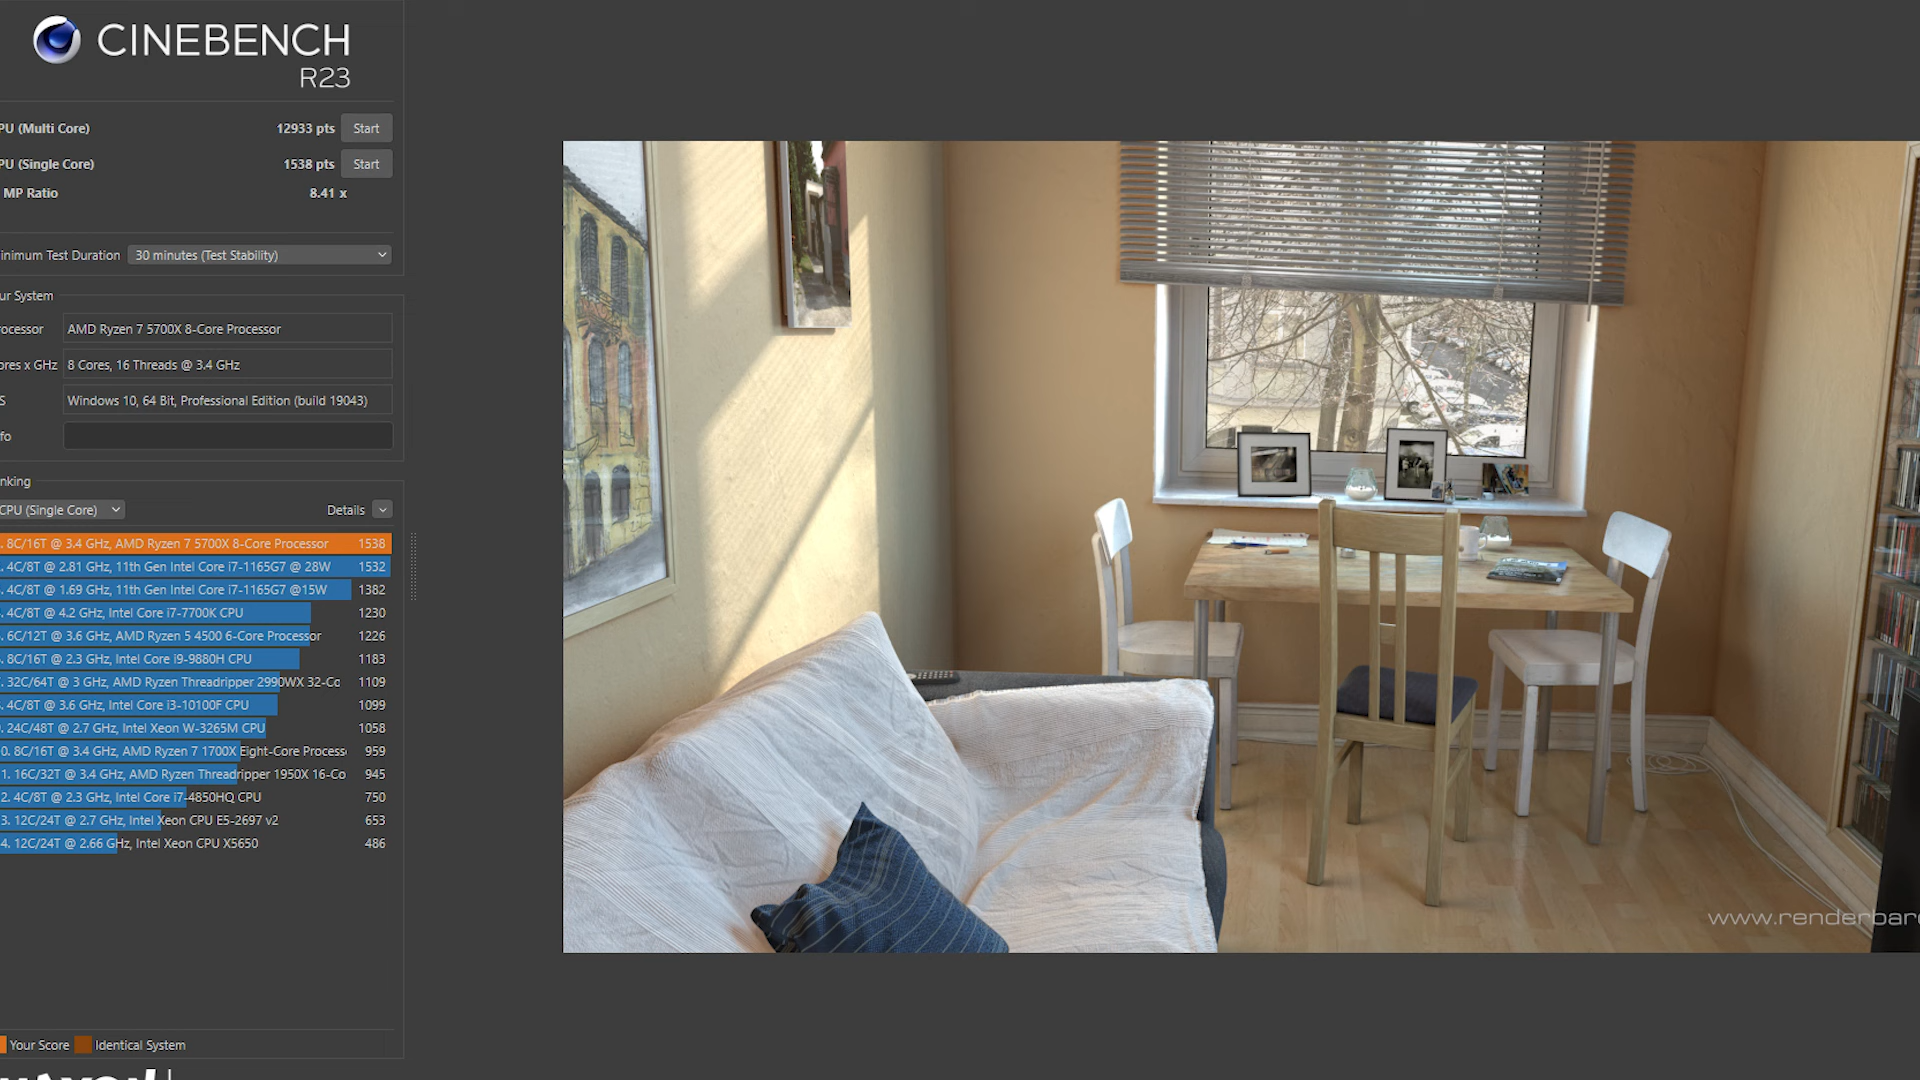 CINEBENCH
R23
PU (Multi Core) 12933 pts Start
PU (Single Core) 1538 pts Start
MP Ratio 8.41 x
inimum Test Duration 30 minutes (Test Stability)
ur System
rocessor AMD Ryzen 7 5700X 8-Core Processor
ores x GHz 8 Cores, 16 Threads @ 3.4 GHz
S Windows 10, 64 Bit, Professional Edition (build 19043)
fo
nking
CPU (Single Core) Details
. 8C/16T @ 3.4 GHz, AMD Ryzen 7 5700X 8-Core Processor 1538
. 4C/8T @ 2.81 GHz, 11th Gen Intel Core i7-1165G7 @ 28W 1532
. 4C/8T @ 1.69 GHz, 11th Gen Intel Core i7-1165G7 @15W 1382
. 4C/8T @ 4.2 GHz, Intel Core i7-7700K CPU 1230
. 6C/12T @ 3.6 GHz, AMD Ryzen 5 4500 6-Core Processor 1226
. 8C/16T @ 2.3 GHz, Intel Core i9-9880H CPU 1183
. 32C/64T @ 3 GHz, AMD Ryzen Threadripper 2990WX 32-Co 1109
. 4C/8T @ 3.6 GHz, Intel Core i3-10100F CPU 1099
. 24C/48T @ 2.7 GHz, Intel Xeon W-3265M CPU 1058
0. 8C/16T @ 3.4 GHz, AMD Ryzen 7 1700X Eight-Core Process 959
1. 16C/32T @ 3.4 GHz, AMD Ryzen Threadripper 1950X 16-Co 945
2. 4C/8T @ 2.3 GHz, Intel Core i7-4850HQ CPU 750
3. 12C/24T @ 2.7 GHz, Intel Xeon CPU E5-2697 v2 653
4. 12C/24T @ 2.66 GHz, Intel Xeon CPU X5650 486
Your Score Identical System
www.renderbar